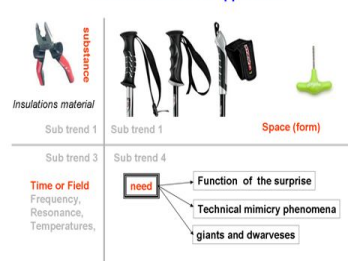 substance
Insulations material
Sub trend 1
Sub trend 1
Space (form)
Sub trend 3
Sub trend 4
Time or Field
Frequency,
Resonance,
Temperatures,
need
Function of the surprise
Technical mimicry phenomena
giants and dwarveses